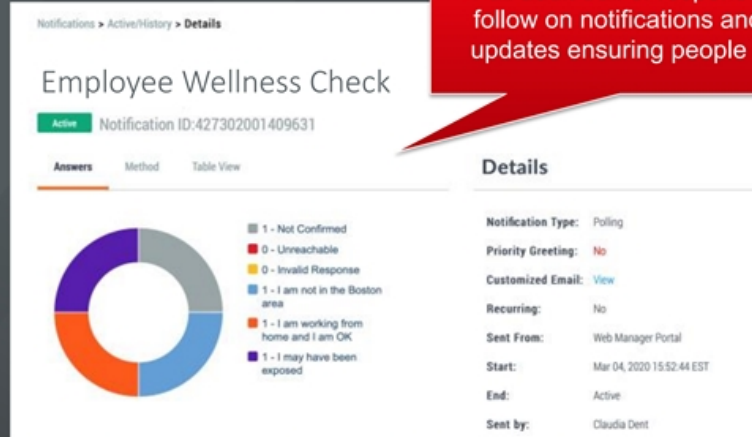 follow on notifications and
updates ensuring people
Notifications > Active/History > Details
Employee Wellness Check
Active Notification ID:427302001409631
Answers Method Table View
1 - Not Confirmed
0 - Unreachable
0 - Invalid Response
1 - I am not in the Boston
area
1 - I am working from
home and I am OK
1 - I may have been
exposed
Details
Notification Type: Polling
Priority Greeting: No
Customized Email: View
Recurring: No
Sent From: Web Manager Portal
Start: Mar 04, 2020 15:52:44 EST
End: Active
Sent by: Claudia Dent